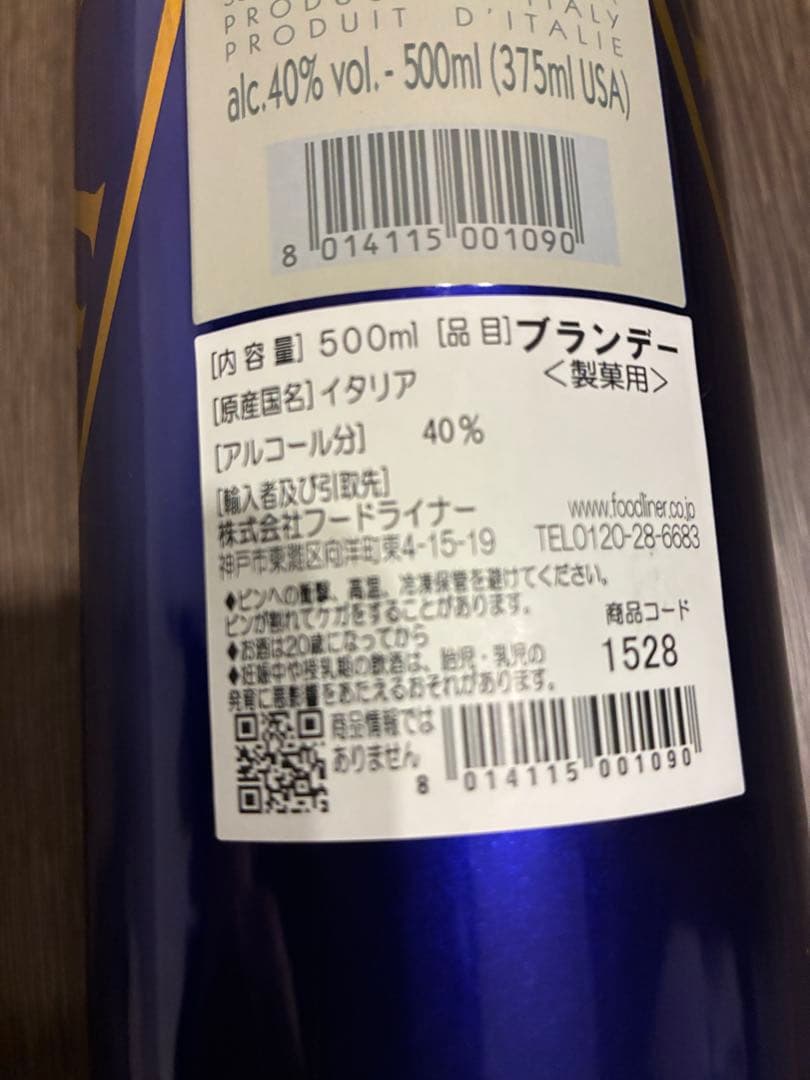 PRODUIT D'ITALIE
alc.40% vol.- 500ml (375ml USA)
8 014115 001090
[内容量] 500ml [品目]ブランデー
<製菓用>
[原産国名]イタリア
[アルコール分] 40%
[輸入者及び引取先]
株式会社フードライナー www.foodliner.co.jp
神戸市東灘区向洋町東4-15-19 TEL0120-28-6683
◆ビンへの衝撃、高温、冷凍保管を避けてください。
ビンが割れてケガをすることがあります。
◆お酒は20歳になってから
◆妊娠中や授乳期の飲酒は、胎児・乳児の
発育に悪影響をあたえるおそれがあります。
商品コード
1528
商品情報では
ありません
8 014115 001090